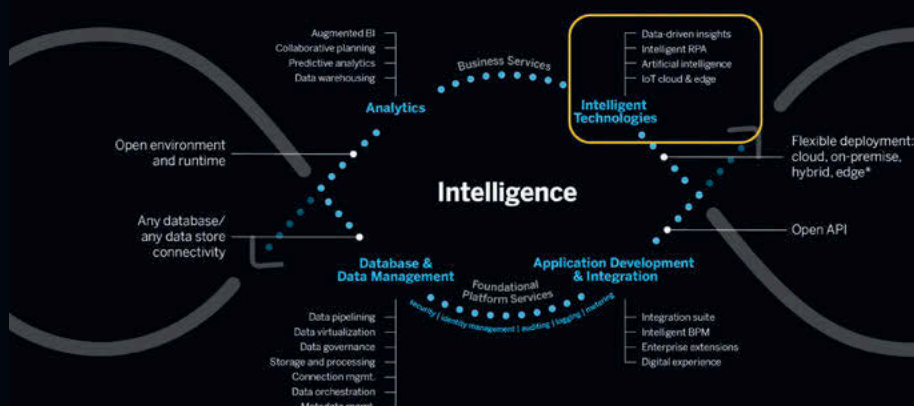 Augmented BI
Collaborative planning
Predictive analytics
Data warehousing
Analytics
Business Services
Data-driven insights
Intelligent RPA
Artificial intelligence
IoT cloud & edge
Intelligent
Technologies
Open environment
and runtime
Flexible deployment:
cloud, on-premise,
hybrid, edge*
Intelligence
Any database/
any data store
connectivity
Open API
Database &
Data Management
Foundational
Platform Services
security | identity management | auditing | logging | metering
Application Development
& Integration
Data pipelining
Data virtualization
Data governance
Storage and processing
Connection mgmt.
Data orchestration
Metadata mgmt.
Integration suite
Intelligent BPM
Enterprise extensions
Digital experience